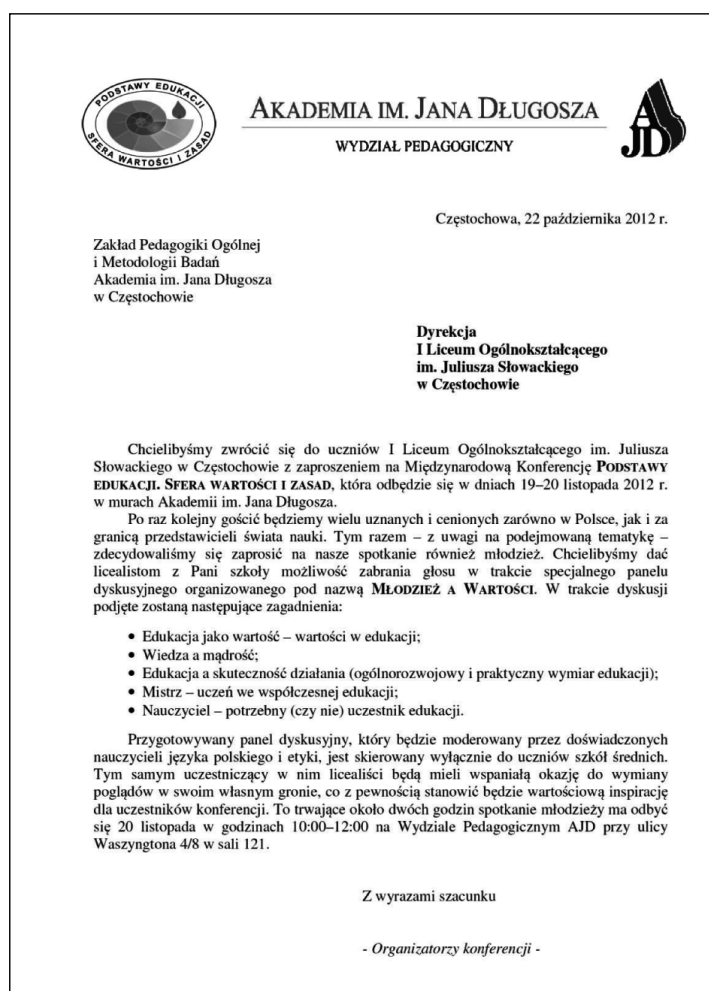 PODSTAWY EDUKACJI
SFERA WARTOŚCI I ZASAD
AKADEMIA IM. JANA DŁUGOSZA
WYDZIAŁ PEDAGOGICZNY
AJD
Częstochowa, 22 października 2012 r.
Zakład Pedagogiki Ogólnej
i Metodologii Badań
Akademia im. Jana Długosza
w Częstochowie
Dyrekcja
I Liceum Ogólnokształcącego
im. Juliusza Słowackiego
w Częstochowie
Chcielibyśmy zwrócić się do uczniów I Liceum Ogólnokształcącego im. Juliusza
Słowackiego w Częstochowie z zaproszeniem na Międzynarodową Konferencję PODSTAWY
EDUKACJI. SFERA WARTOŚCI I ZASAD, która odbędzie się w dniach 19–20 listopada 2012 r.
w murach Akademii im. Jana Długosza.
Po raz kolejny gościć będziemy wielu uznanych i cenionych zarówno w Polsce, jak i za
granicą przedstawicieli świata nauki. Tym razem – z uwagi na podejmowaną tematykę –
zdecydowaliśmy się zaprosić na nasze spotkanie również młodzież. Chcielibyśmy dać
licealistom z Pani szkoły możliwość zabrania głosu w trakcie specjalnego panelu
dyskusyjnego organizowanego pod nazwą MŁODZIEŻ A WARTOŚCI. W trakcie dyskusji
podjęte zostaną następujące zagadnienia:
• Edukacja jako wartość – wartości w edukacji;
• Wiedza a mądrość;
• Edukacja a skuteczność działania (ogólnorozwojowy i praktyczny wymiar edukacji);
• Mistrz – uczeń we współczesnej edukacji;
• Nauczyciel – potrzebny (czy nie) uczestnik edukacji.
Przygotowywany panel dyskusyjny, który będzie moderowany przez doświadczonych
nauczycieli języka polskiego i etyki, jest skierowany wyłącznie do uczniów szkół średnich.
Tym samym uczestniczący w nim licealiści będą mieli wspaniałą okazję do wymiany
poglądów w swoim własnym gronie, co z pewnością stanowić będzie wartościową inspirację
dla uczestników konferencji. To trwające około dwóch godzin spotkanie młodzieży ma odbyć
się 20 listopada w godzinach 10:00–12:00 na Wydziale Pedagogicznym AJD przy ulicy
Waszyngtona 4/8 w sali 121.
Z wyrazami szacunku
- Organizatorzy konferencji -